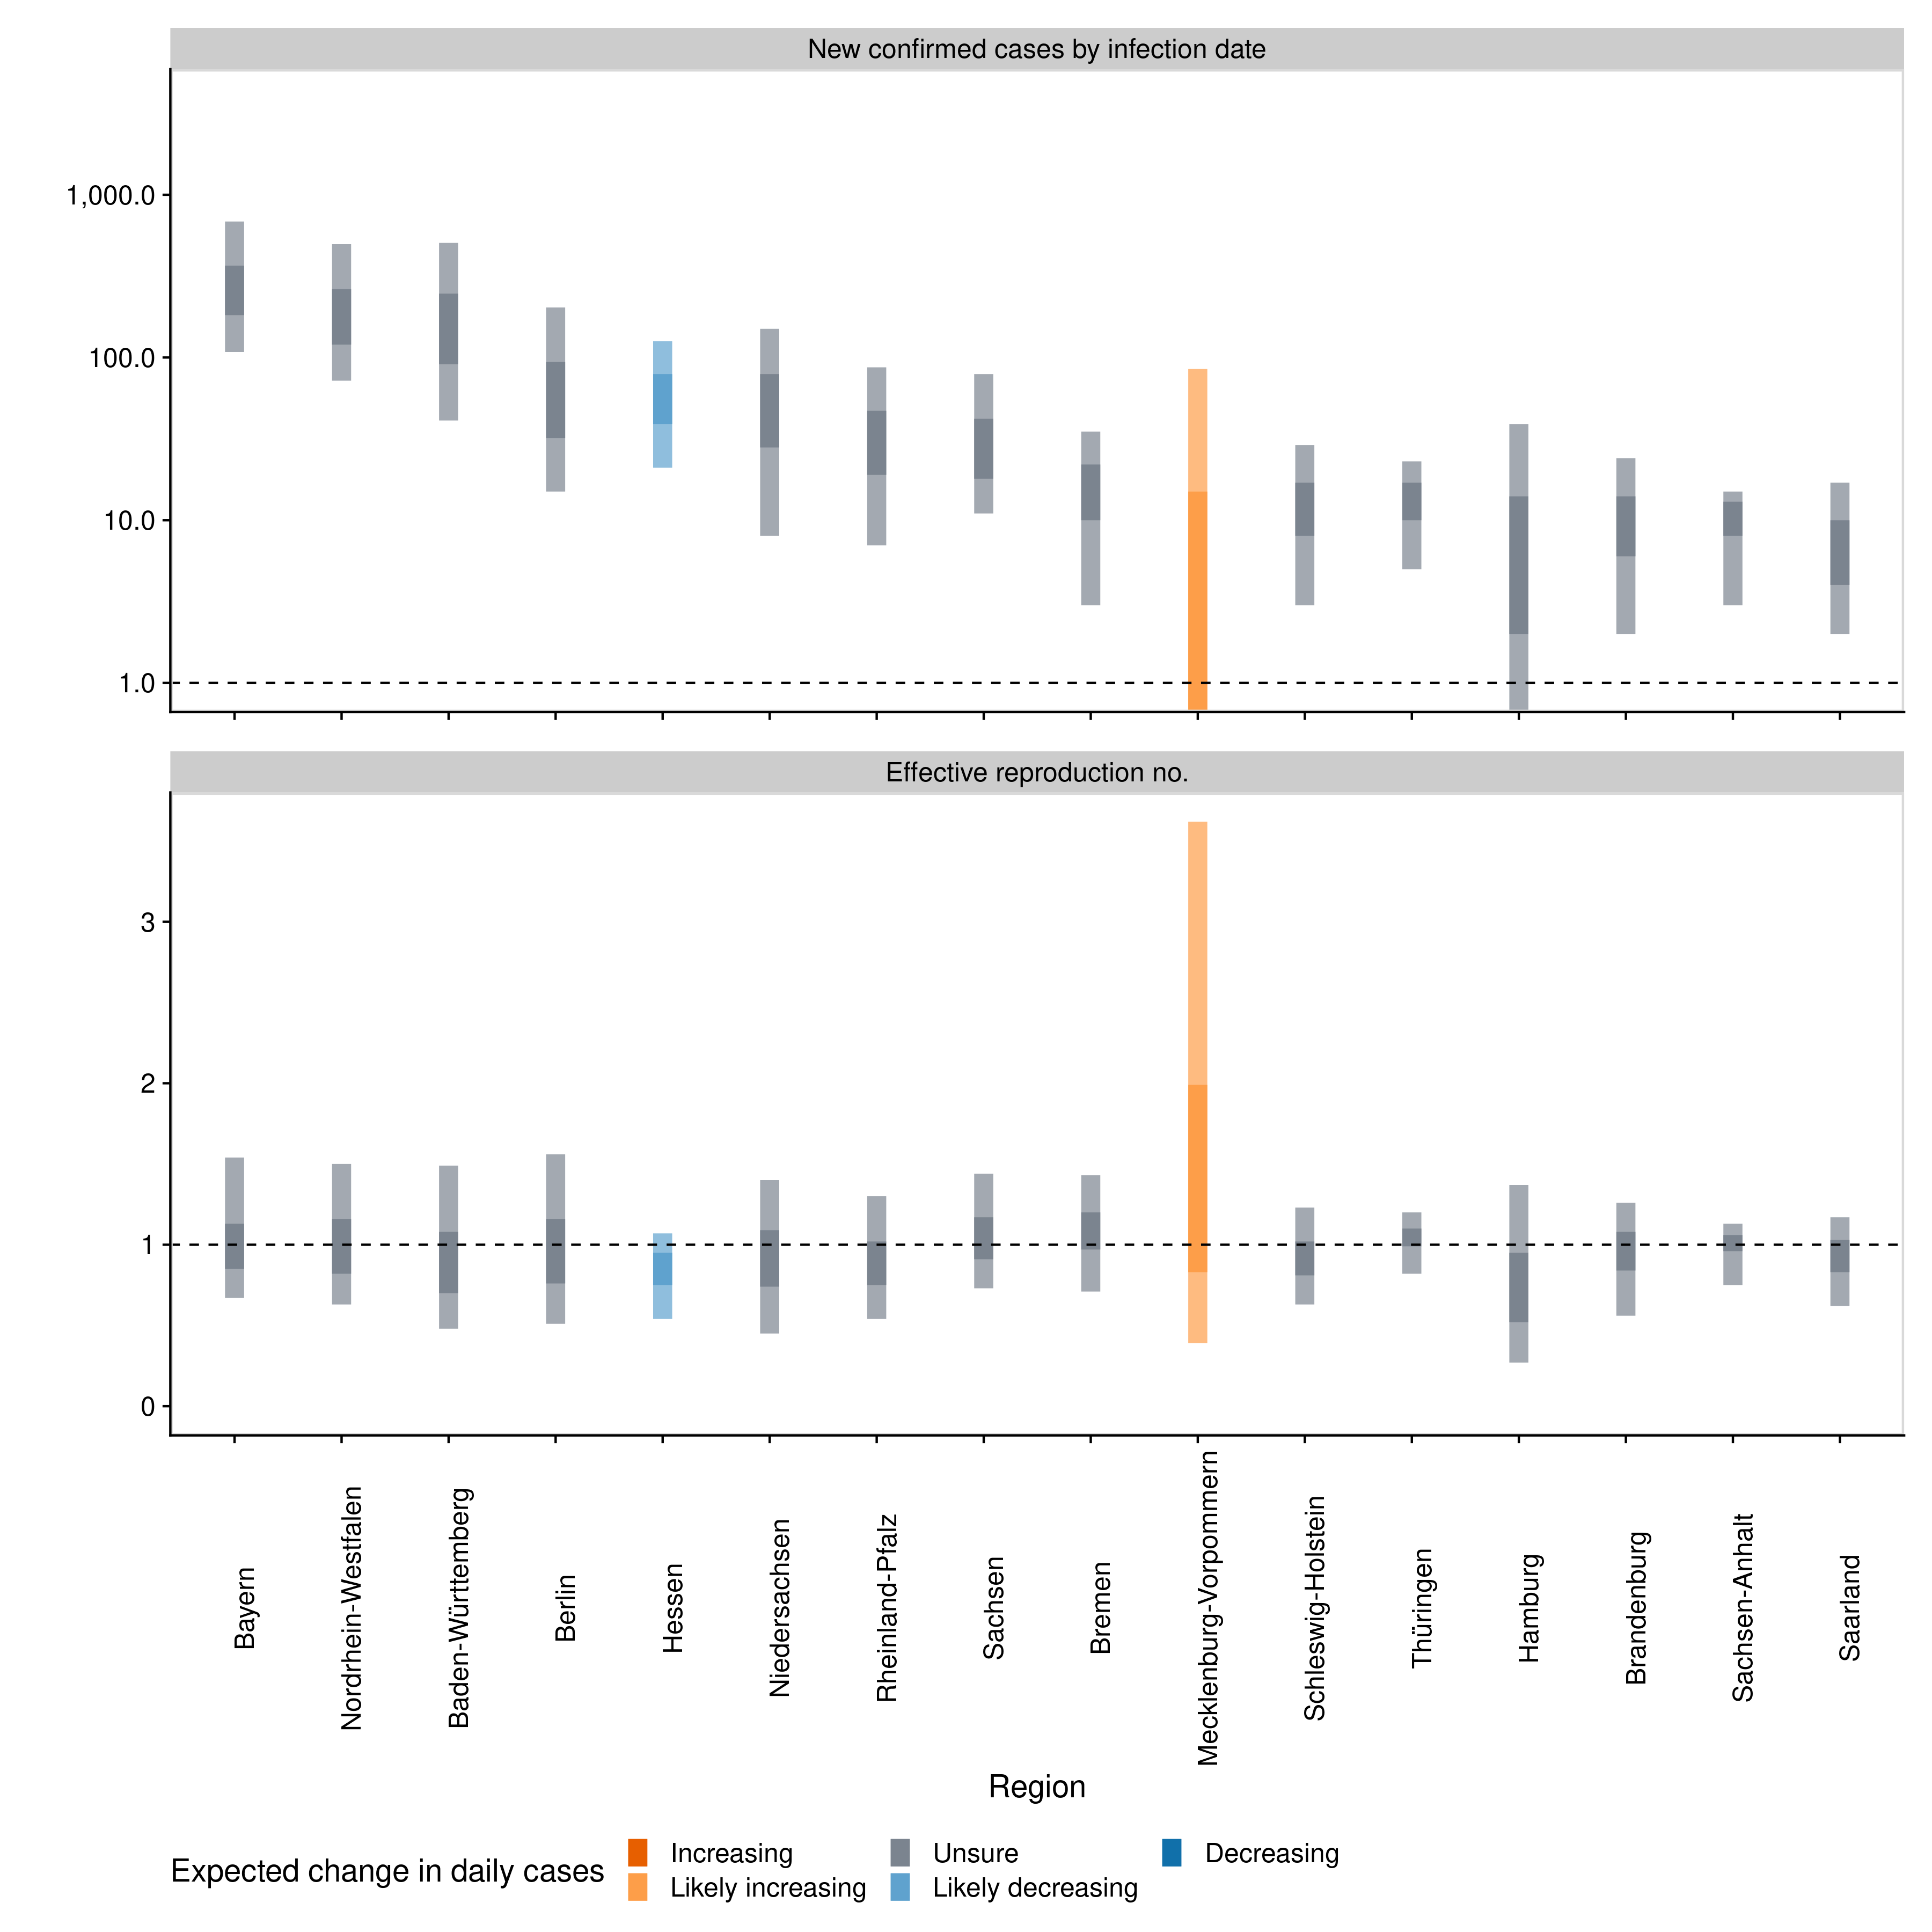 New confirmed cases by infection date
1,000.0
100.0
10.0
1.0
Effective reproduction no.
3
2
1
0
Bayern
Nordrhein-Westfalen
Baden-Württemberg
Berlin
Hessen
Niedersachsen
Rheinland-Pfalz
Sachsen
Bremen
Mecklenburg-Vorpommern
Schleswig-Holstein
Thüringen
Hamburg
Brandenburg
Sachsen-Anhalt
Saarland
Region
Expected change in daily cases
Increasing
Likely increasing
Unsure
Likely decreasing
Decreasing